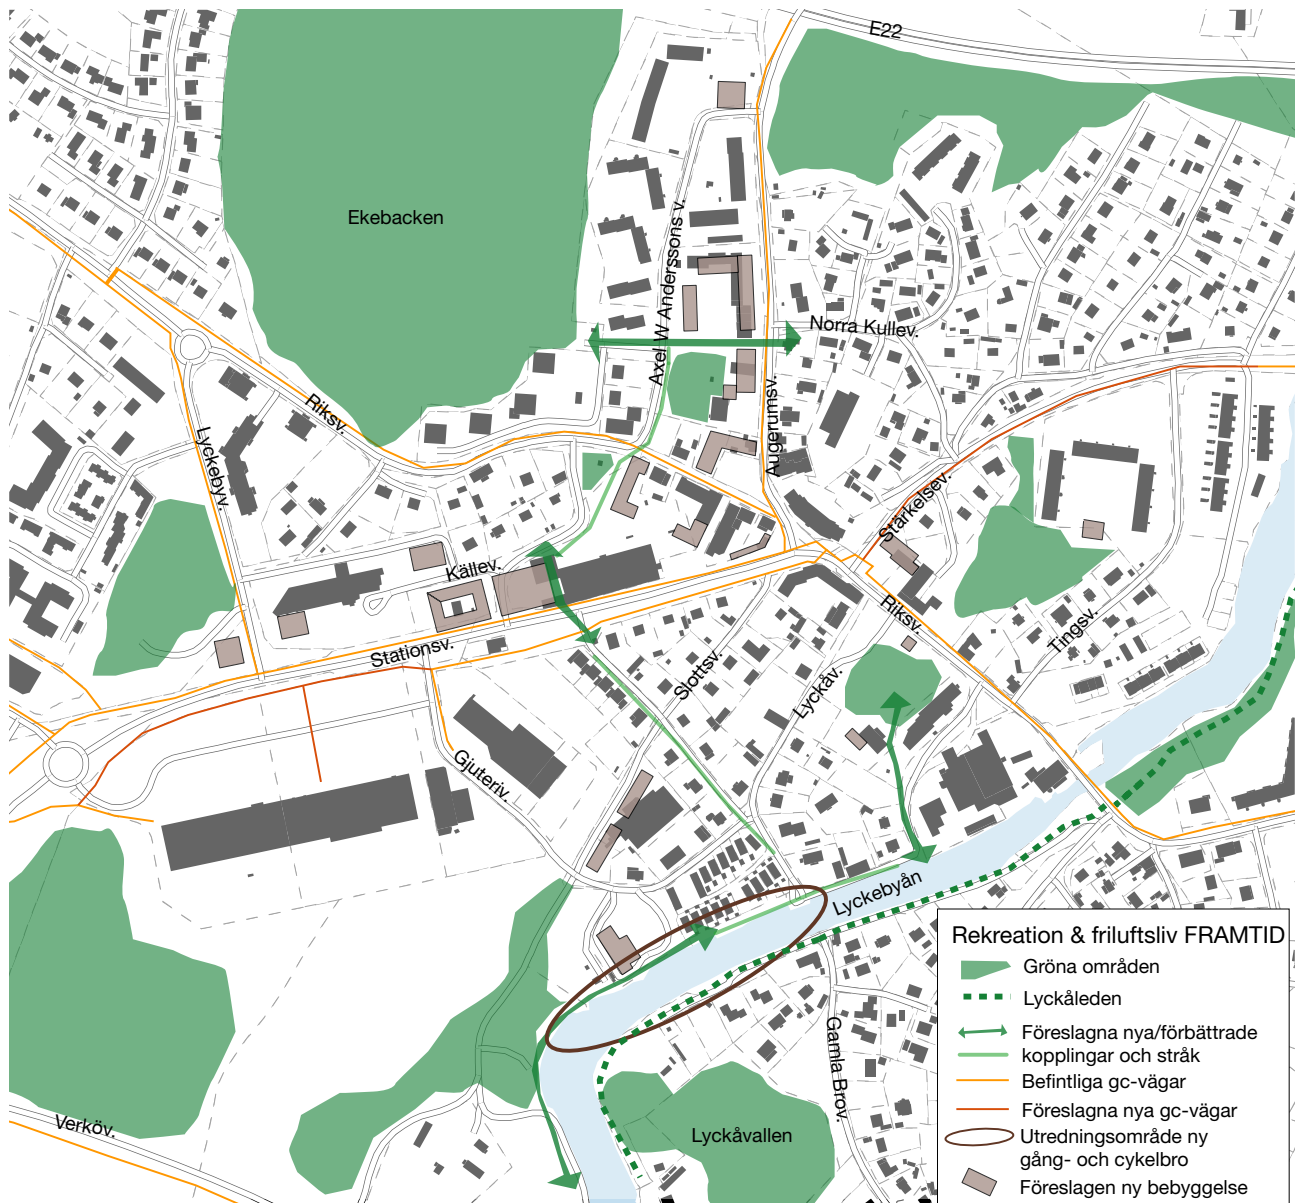 E22
Ekebacken
Axel W Anderssons v.
Norra Kullev.
Riksv.
Lyckebyv.
Augerumsv.
Stärkelsev.
Källev.
Riksv.
Tingsv.
Stationsv.
Slottsv.
Lyckåv.
Gjuteriv.
Lyckebyån
Gamla Brov.
Verköv.
Lyckåvallen
Rekreation & friluftsliv FRAMTID
Gröna områden
Lyckåleden
Föreslagna nya/förbättrade
kopplingar och stråk
Befintliga gc-vägar
Föreslagna nya gc-vägar
Utredningsområde ny
gång- och cykelbro
Föreslagen ny bebyggelse